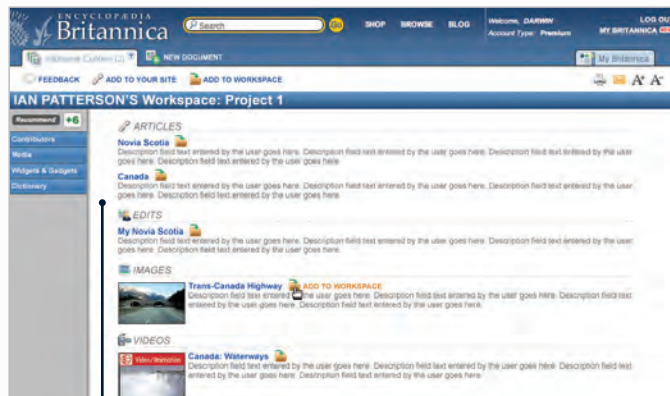 ENCYCLOPÆDIA
Britannica
Search
Go
SHOP BROWSE BLOG
Welcome, DARWIN
Account Type: Premium
LOG OU
MY BRITANNICA
NEW DOCUMENT
My Britannica
FEEDBACK ADD TO YOUR SITE ADD TO WORKSPACE
A+ A-
IAN PATTERSON'S Workspace: Project 1
Recommend +6
Contributors
Media
Widgets & Gadgets
Dictionary
ARTICLES
Novia Scotia
Description field text entered by the user goes here. Description field text entered by the user goes here. Description field text entered by the user
goes here. Description field text entered by the user goes here
Canada
Description field text entered by the user goes here. Description field text entered by the user goes here. Description field text entered by the user
goes here. Description field text entered by the user goes here.
EDITS
My Novia Scotia
Description field text entered by the user goes here. Description field text entered by the user goes here. Description field text entered by the user
goes here. Description field text entered by the user goes here.
IMAGES
Trans-Canada Highway ADD TO WORKSPACE
Description field text entered the user goes here. Description field text entered by the user goes here. Description field text
entered by the user goes here. Description field text entered by the user goes here.
VIDEOS
Video/Animation
Canada: Waterways
Description field text entered by the user goes here. Description field text entered by the user goes here. Description field text
entered by the user goes here. Description field text entered by the user goes here.